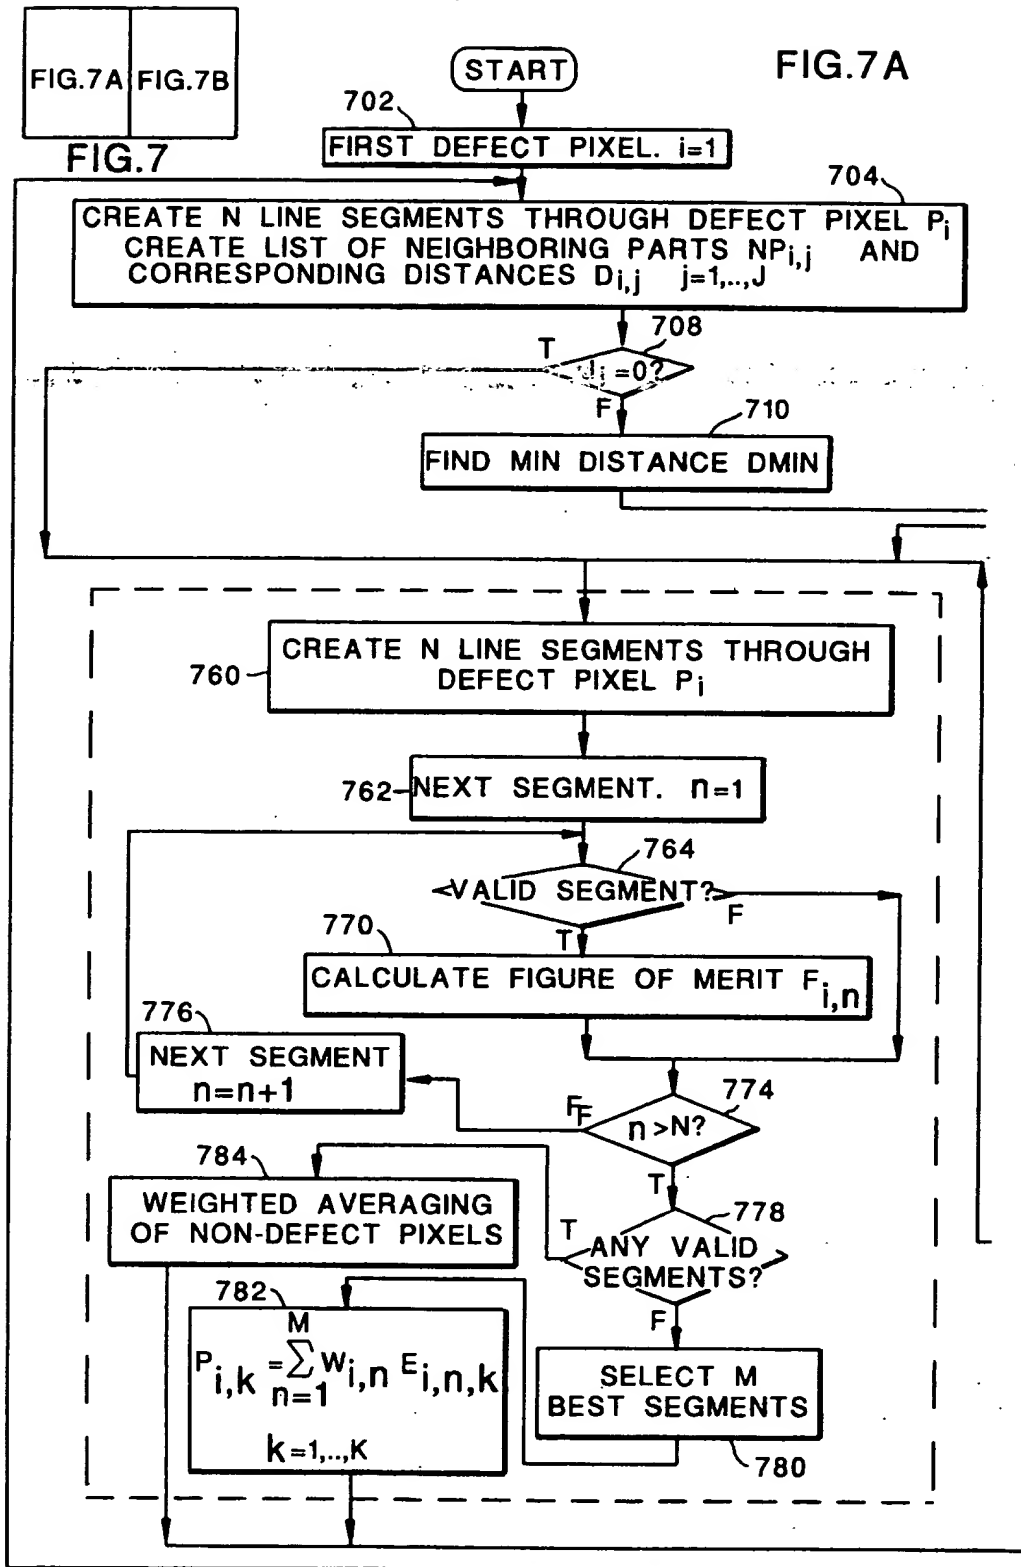 FIG.7A FIG.7B
FIG.7
FIG.7A
START
702
FIRST DEFECT PIXEL. i=1
704
CREATE N LINE SEGMENTS THROUGH DEFECT PIXEL Pi
CREATE LIST OF NEIGHBORING PARTS NPi,j AND
CORRESPONDING DISTANCES Di,j j=1,..,J
708
T
=0?
F
710
FIND MIN DISTANCE DMIN
760
CREATE N LINE SEGMENTS THROUGH
DEFECT PIXEL Pi
762
NEXT SEGMENT. n=1
764
VALID SEGMENT?
F
T
770
CALCULATE FIGURE OF MERIT Fi,n
776
NEXT SEGMENT
n=n+1
774
FF
n>N?
T
784
WEIGHTED AVERAGING
OF NON-DEFECT PIXELS
778
T
ANY VALID
SEGMENTS?
F
782
Pi,k = M∑n=1 Wi,n Ei,n,k
k=1,..,K
SELECT M
BEST SEGMENTS
780